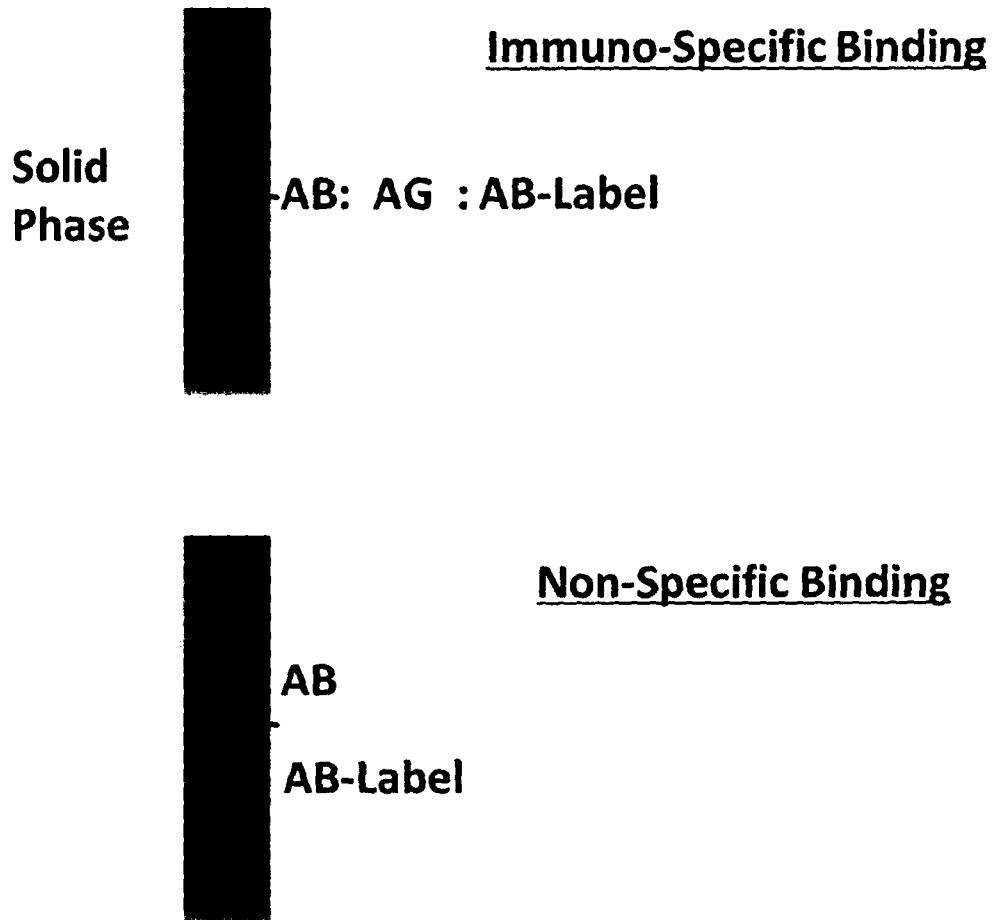 Immuno-Specific Binding
Solid
Phase
-AB: AG : AB-Label
Non-Specific Binding
AB
AB-Label